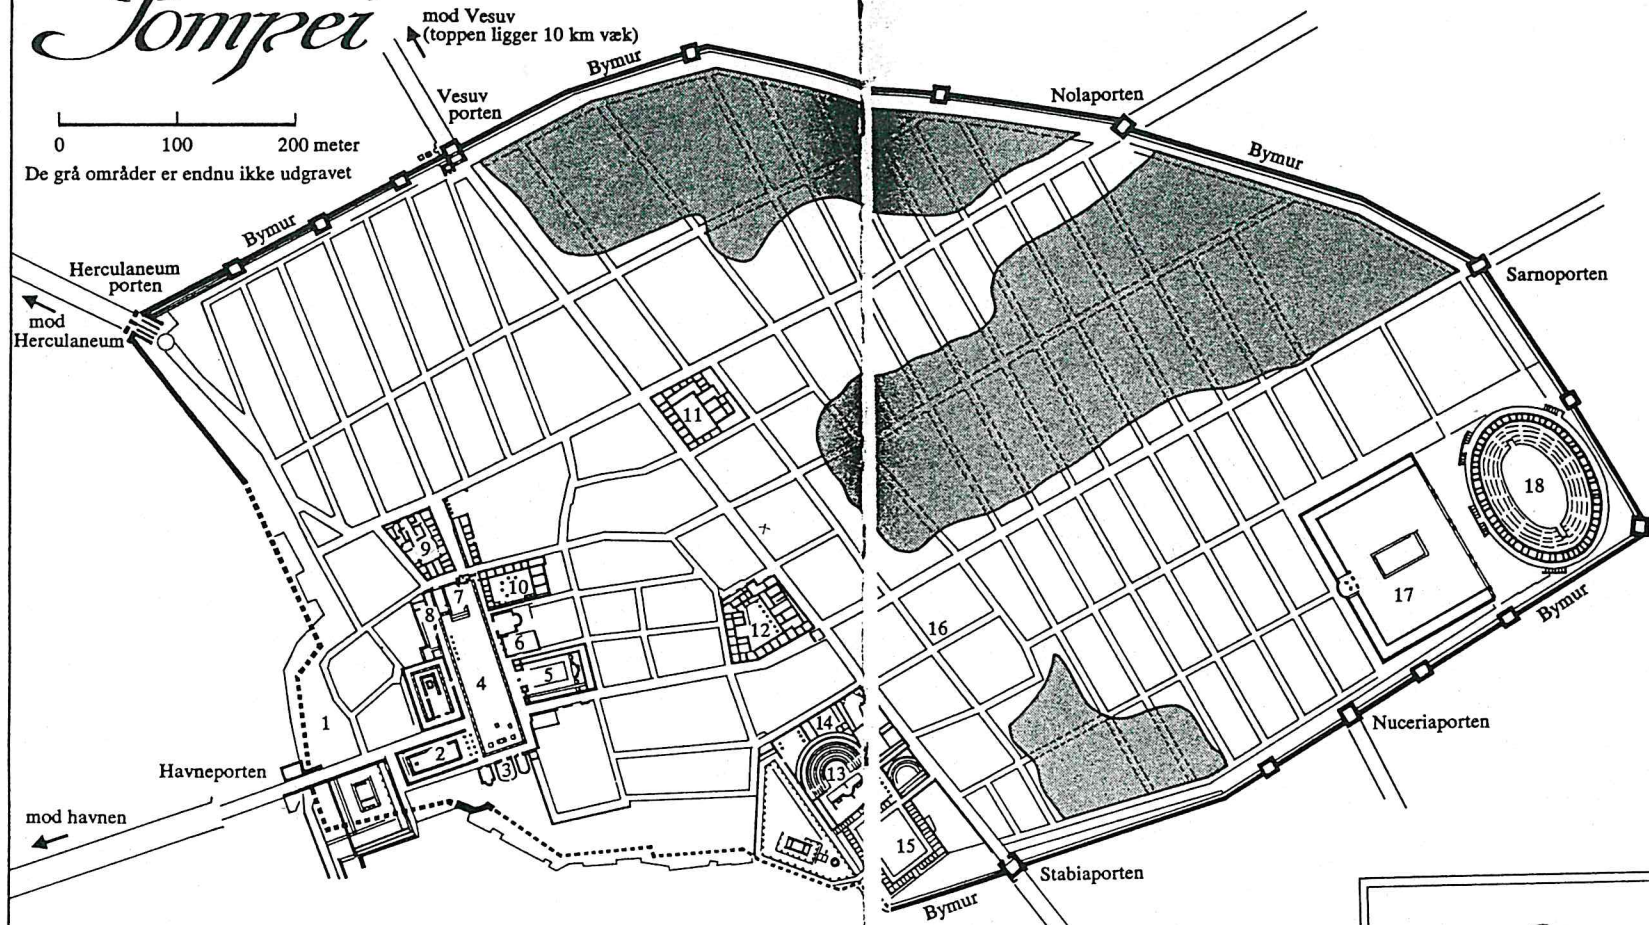 Pompei
mod Vesuv
(toppen ligger 10 km væk)
Bymur
Vesuv
porten
Nolaporten
0 100 200 meter
De grå områder er endnu ikke udgravet
Bymur
Bymur
Herculaneum
porten
Sarnoporten
mod
Herculaneum
11
18
9
10
17
7
8
12
16
6
Bymur
5
4
1
14
Nuceriaporten
2
3
13
Havneporten
mod havnen
15
Stabiaporten
Bymur